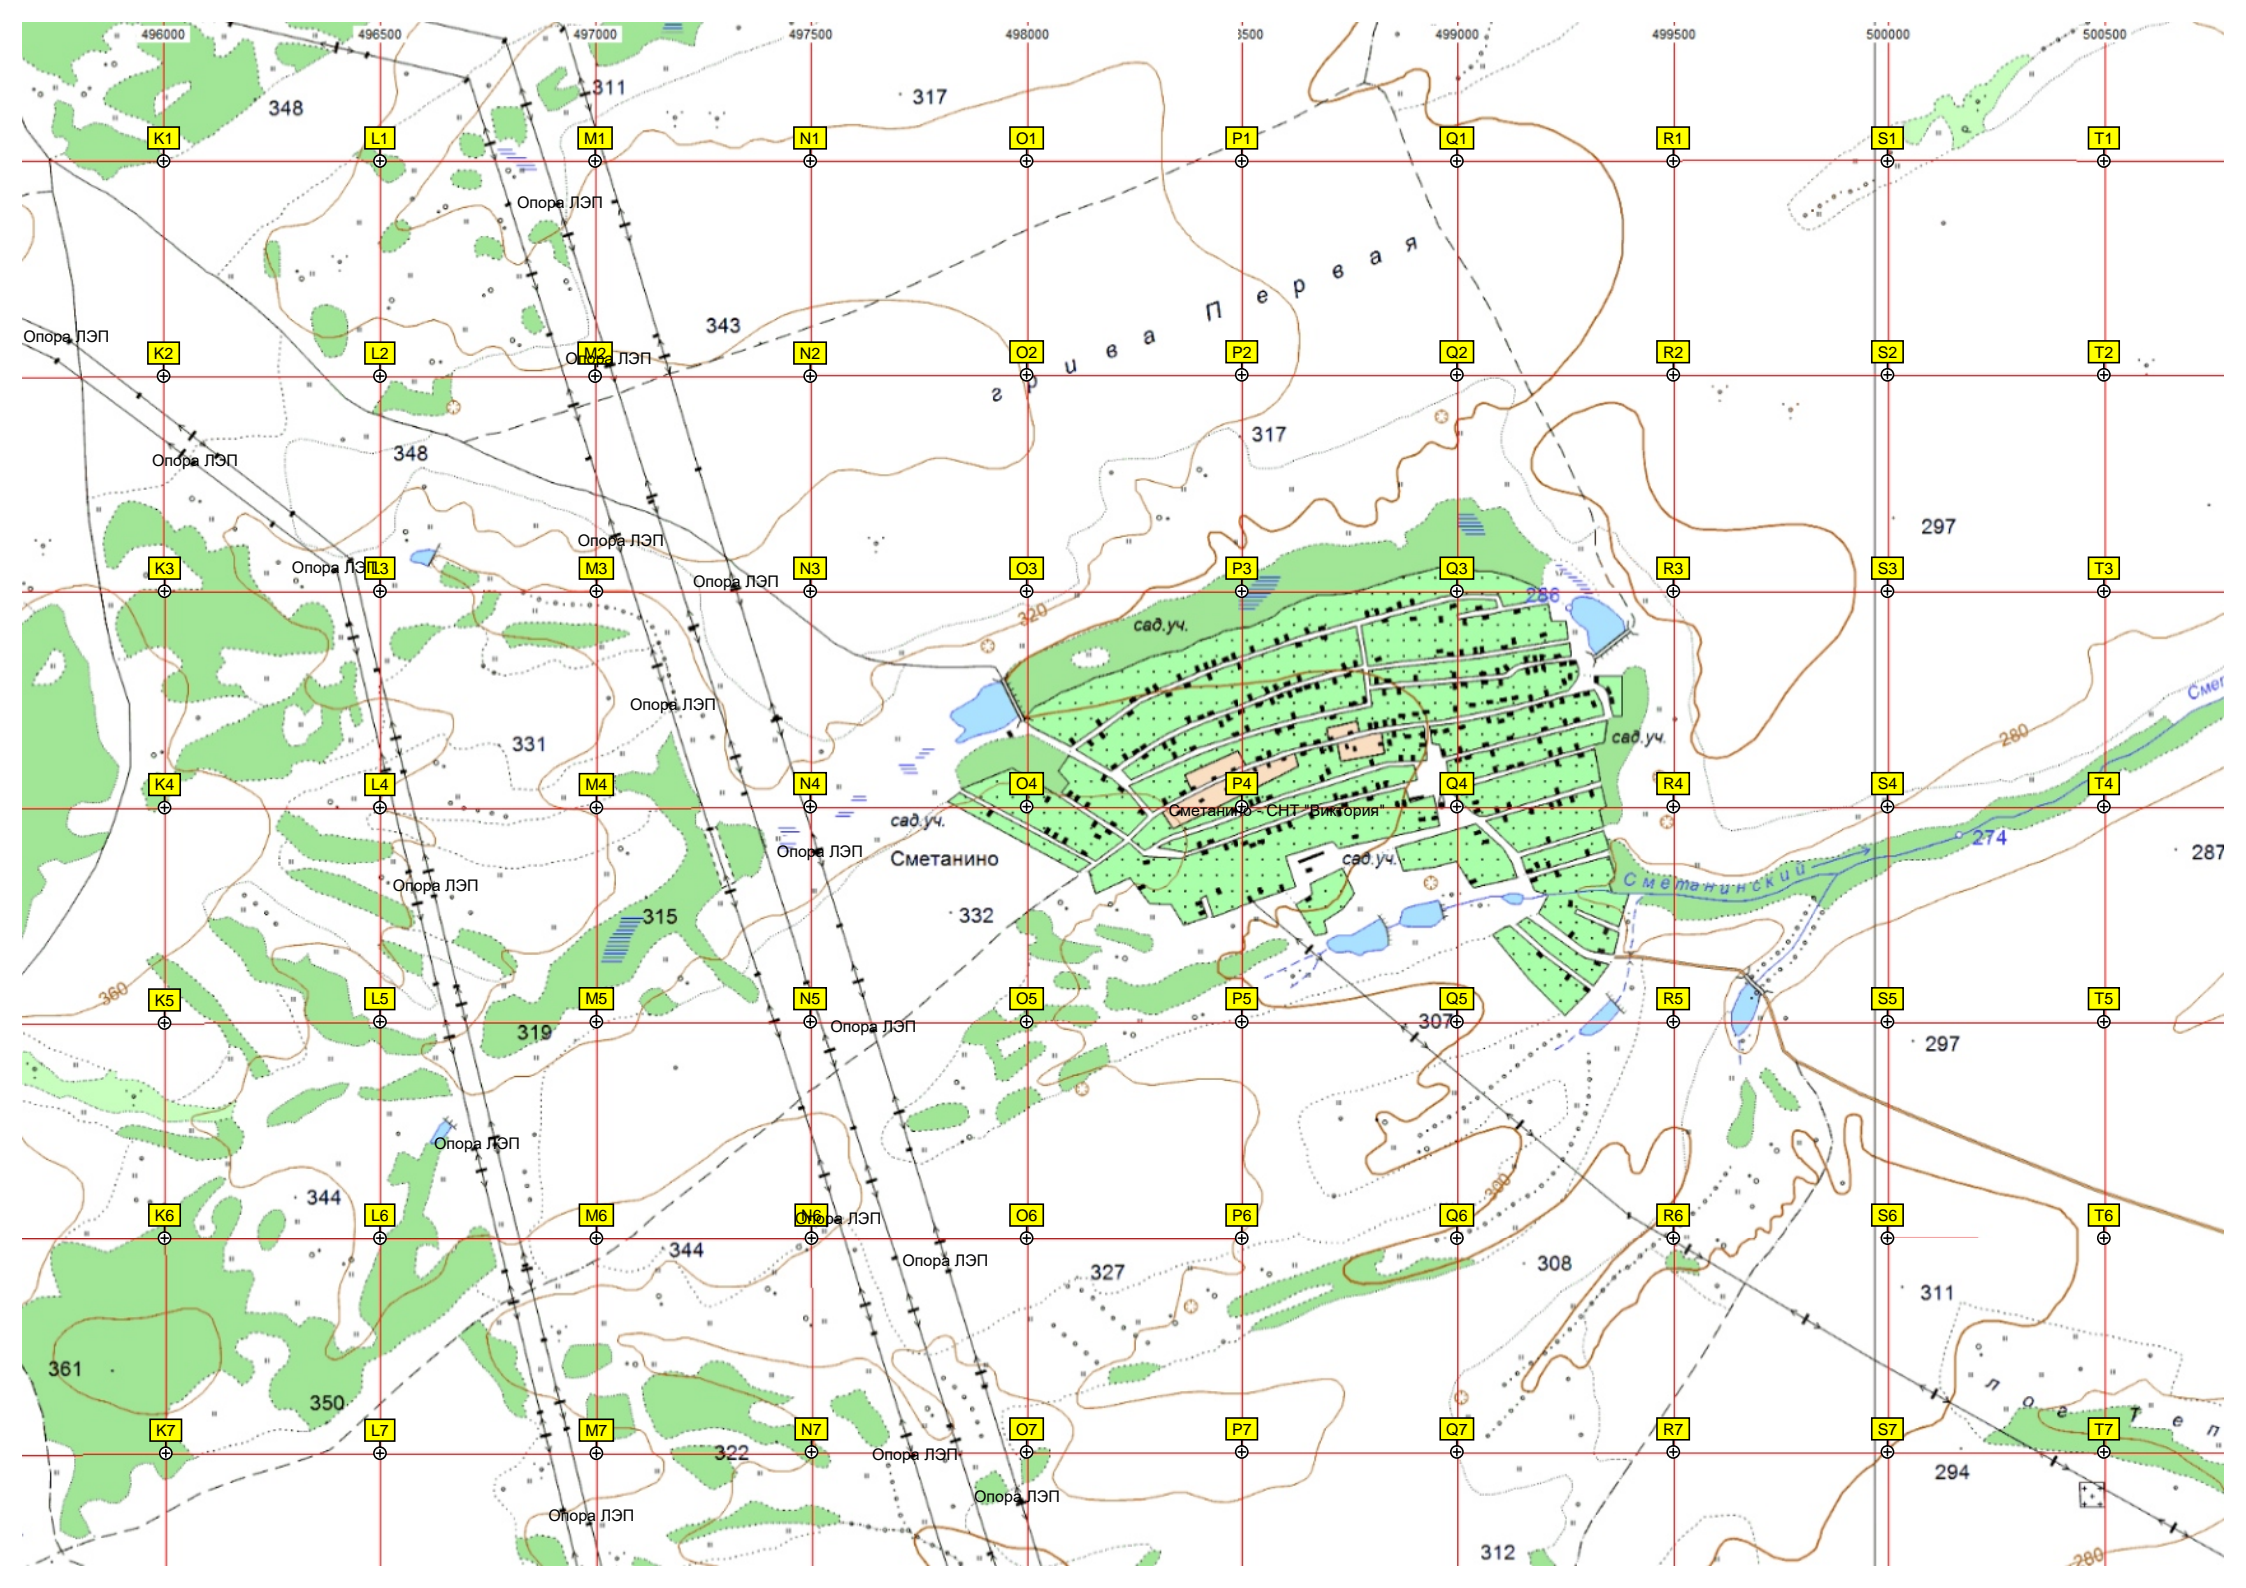 496000 496500 497000 497500 498000 499000 499500 500000 500500
348 311 317
K1 L1 M1 N1 O1 P1 Q1 R1 S1 T1
Опора ЛЭП
грива Первая
343
Опора ЛЭП
K2 L2 Опора ЛЭП N2 O2 P2 Q2 R2 S2 T2
348 317
Опора ЛЭП
297
Опора ЛЭП
K3 Опора ЛЭП L3 M3 N3 O3 P3 Q3 R3 S3 T3
Опора ЛЭП
286
320
сад.уч.
Опора ЛЭП
331 сад.уч. 280
K4 L4 M4 N4 O4 P4 Q4 R4 S4 T4
Сметанино - СНТ "Виктория"
сад.уч.
274
Опора ЛЭП Сметанино сад.уч. 287
Опора ЛЭП Сметанинский
315 332
360
K5 L5 M5 N5 O5 P5 Q5 R5 S5 T5
319 Опора ЛЭП 307 297
Опора ЛЭП
344 300
K6 L6 M6 N6 O6 P6 Q6 R6 S6 T6
Опора ЛЭП
344 Опора ЛЭП 327 308
311
361
350
K7 L7 M7 N7 O7 P7 Q7 R7 S7 T7
322 Опора ЛЭП 294
Опора ЛЭП
Опора ЛЭП
312 280